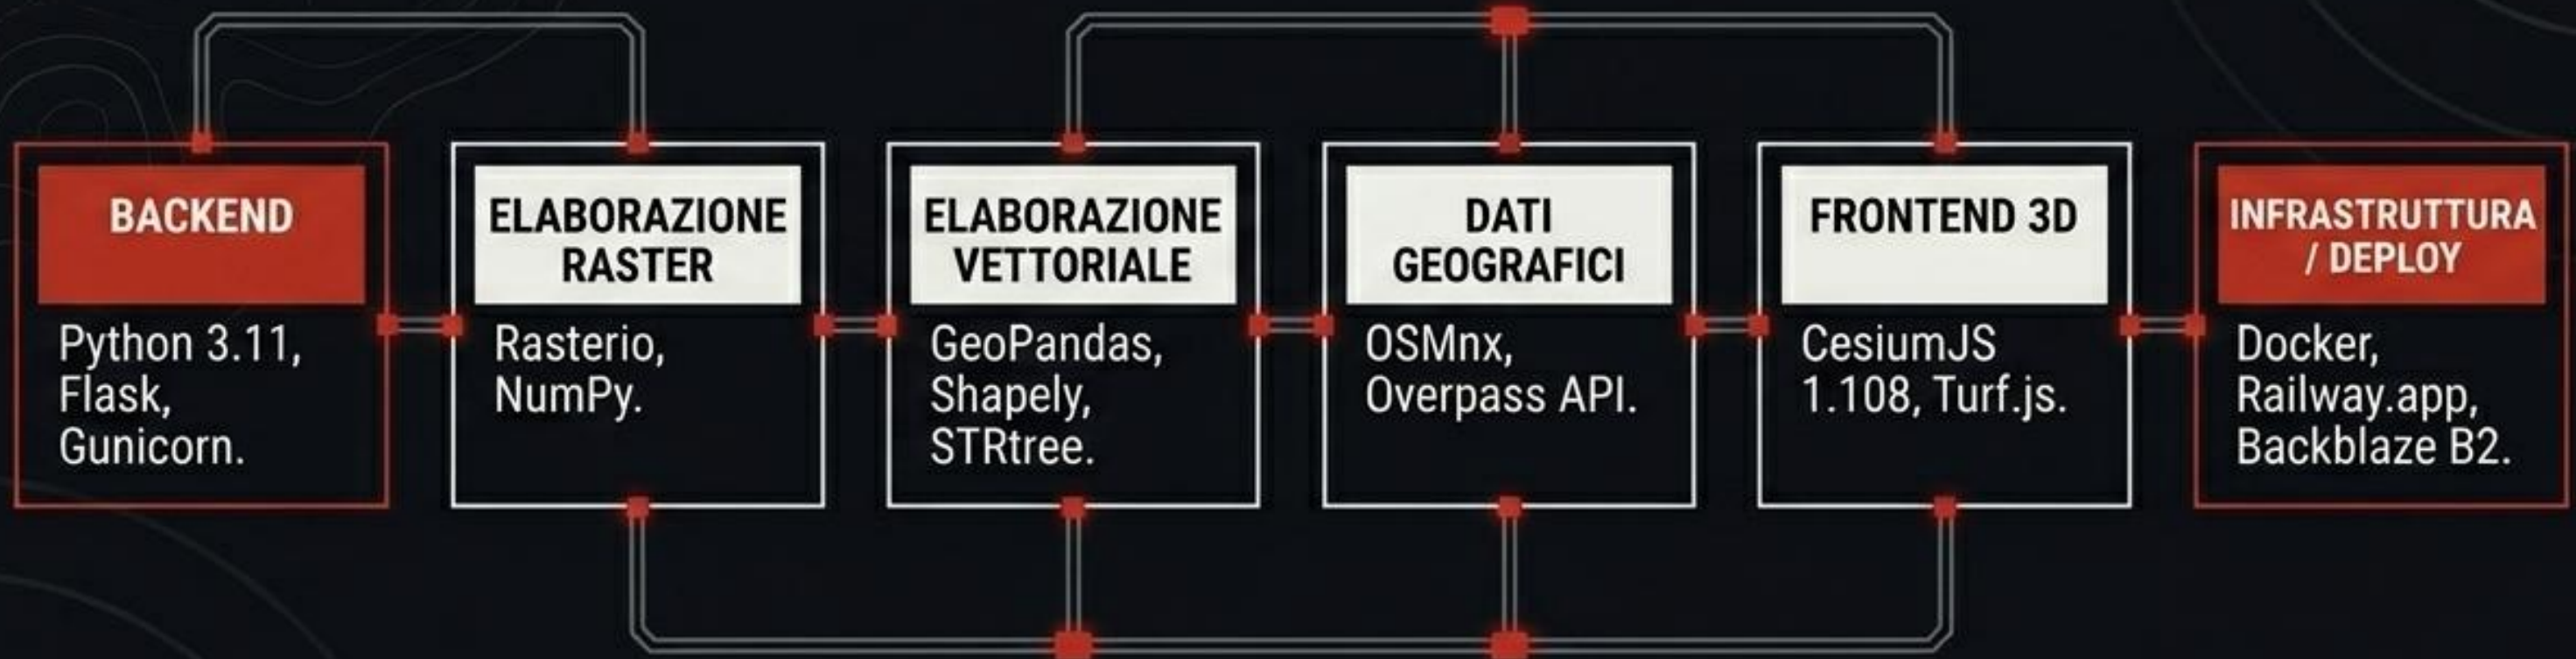 BACKEND
Python 3.11,
Flask,
Gunicorn.
ELABORAZIONE
RASTER
Rasterio,
NumPy.
ELABORAZIONE
VETTORIALE
GeoPandas,
Shapely,
STRtree.
DATI
GEOGRAFICI
OSMnx,
Overpass API.
FRONTEND 3D
CesiumJS
1.108, Turf.js.
INFRASTRUTTURA
/ DEPLOY
Docker,
Railway.app,
Backblaze B2.